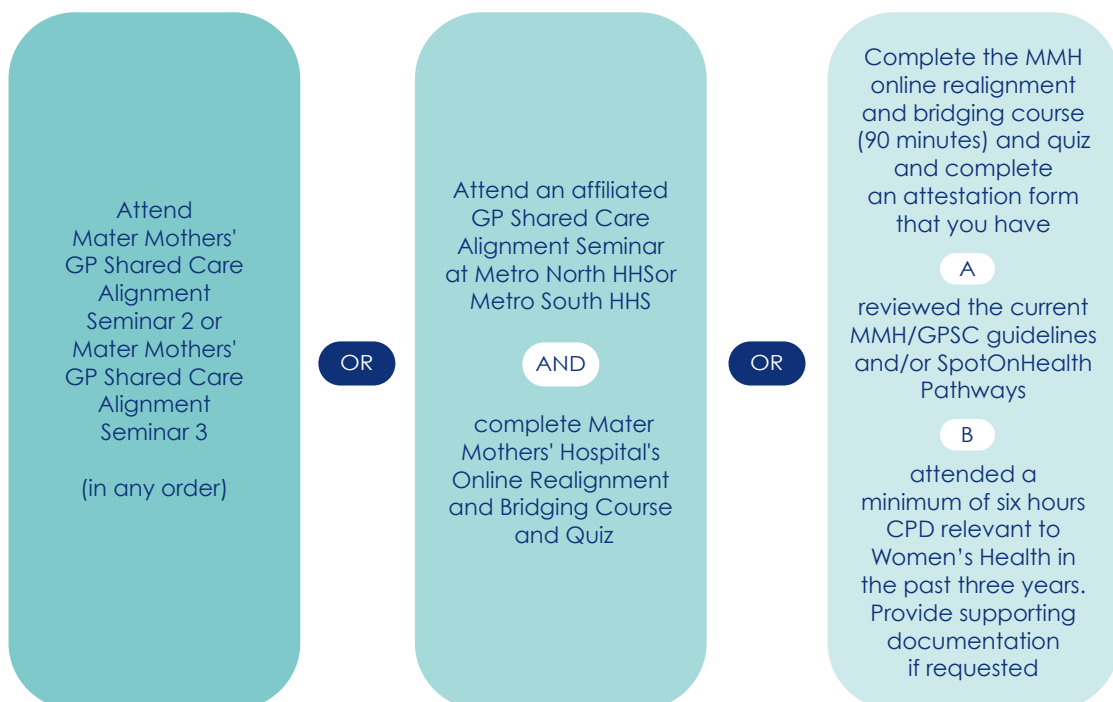 Attend
Mater Mothers'
GP Shared Care
Alignment
Seminar 2 or
Mater Mothers'
GP Shared Care
Alignment
Seminar 3
(in any order)
OR
Attend an affiliated
GP Shared Care
Alignment Seminar
at Metro North HHSor
Metro South HHS
AND
complete Mater
Mothers' Hospital's
Online Realignment
and Bridging Course
and Quiz
OR
Complete the MMH
online realignment
and bridging course
(90 minutes) and quiz
and complete
an attestation form
that you have
A
reviewed the current
MMH/GPSC guidelines
and/or SpotOnHealth
Pathways
B
attended a
minimum of six hours
CPD relevant to
Women’s Health in
the past three years.
Provide supporting
documentation
if requested